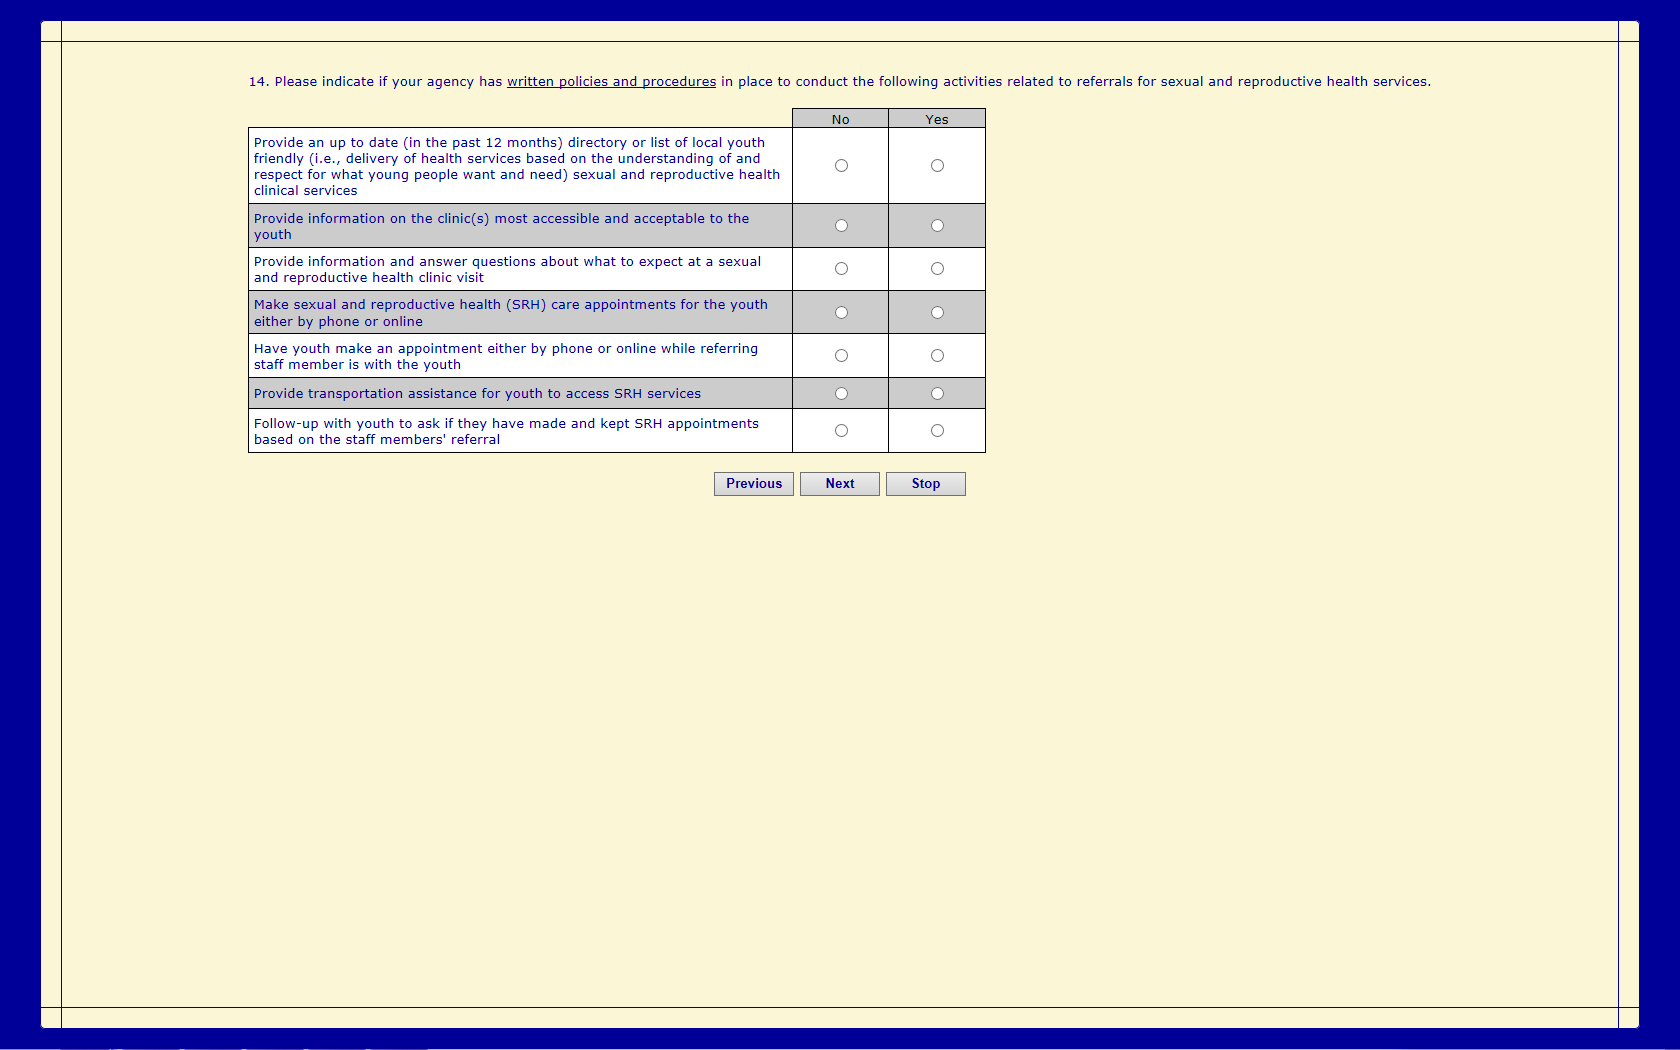 14. Please indicate if your agency has written policies and procedures in place to conduct the following activities related to referrals for sexual and reproductive health services.
No Yes
Provide an up to date (in the past 12 months) directory or list of local youth
friendly (i.e., delivery of health services based on the understanding of and
respect for what young people want and need) sexual and reproductive health
clinical services
Provide information on the clinic(s) most accessible and acceptable to the
youth
Provide information and answer questions about what to expect at a sexual
and reproductive health clinic visit
Make sexual and reproductive health (SRH) care appointments for the youth
either by phone or online
Have youth make an appointment either by phone or online while referring
staff member is with the youth
Provide transportation assistance for youth to access SRH services
Follow-up with youth to ask if they have made and kept SRH appointments
based on the staff members' referral
Previous Next Stop